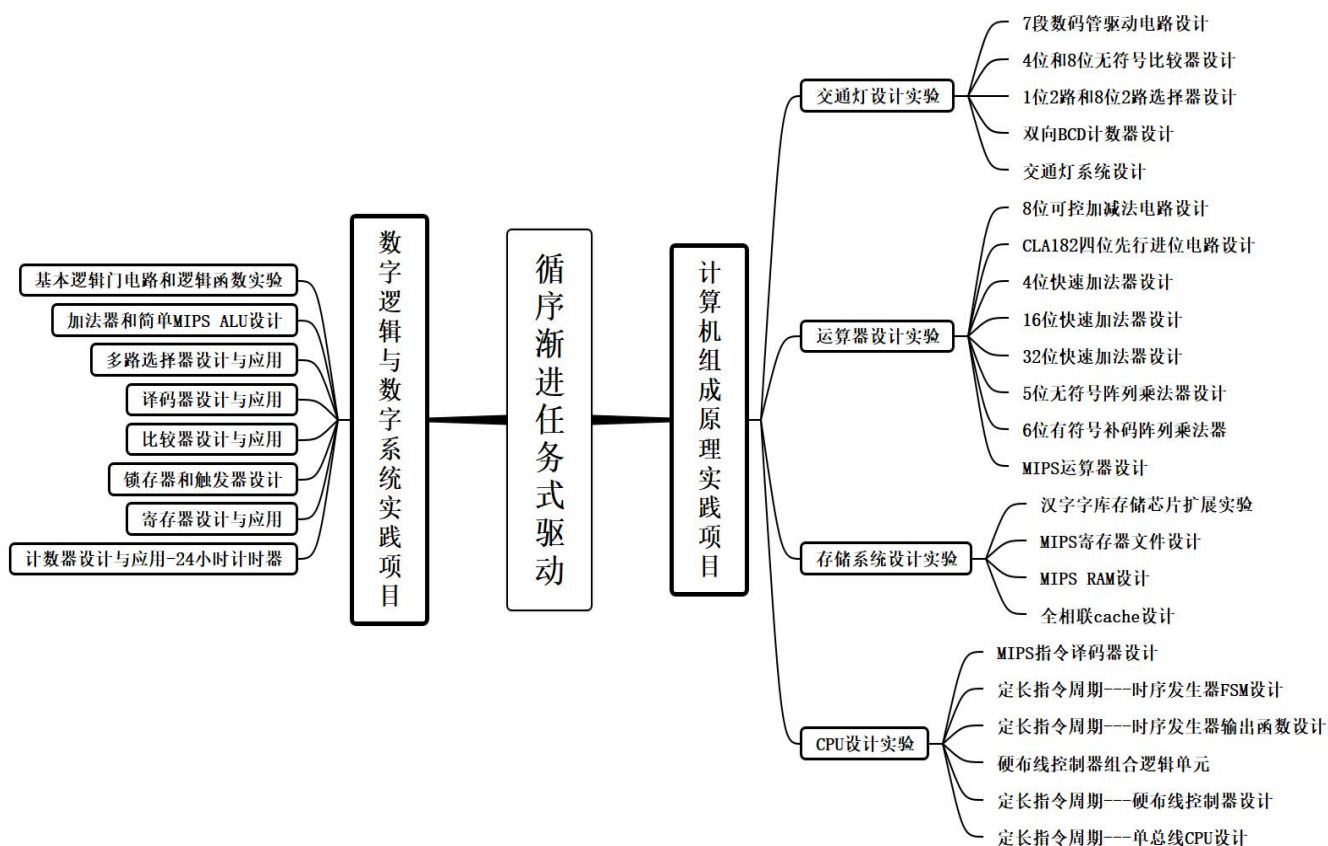 循序渐进任务式驱动
数字逻辑与数字系统实践项目
基本逻辑门电路和逻辑函数实验
加法器和简单MIPS ALU设计
多路选择器设计与应用
译码器设计与应用
比较器设计与应用
锁存器和触发器设计
寄存器设计与应用
计数器设计与应用-24小时计时器
计算机组成原理实践项目
交通灯设计实验
7段数码管驱动电路设计
4位和8位无符号比较器设计
1位2路和8位2路选择器设计
双向BCD计数器设计
交通灯系统设计
运算器设计实验
8位可控加减法电路设计
CLA182四位先行进位电路设计
4位快速加法器设计
16位快速加法器设计
32位快速加法器设计
5位无符号阵列乘法器设计
6位有符号补码阵列乘法器
MIPS运算器设计
存储系统设计实验
汉字字库存储芯片扩展实验
MIPS寄存器文件设计
MIPS RAM设计
全相联cache设计
CPU设计实验
MIPS指令译码器设计
定长指令周期---时序发生器FSM设计
定长指令周期---时序发生器输出函数设计
硬布线控制器组合逻辑单元
定长指令周期---硬布线控制器设计
定长指令周期---单总线CPU设计